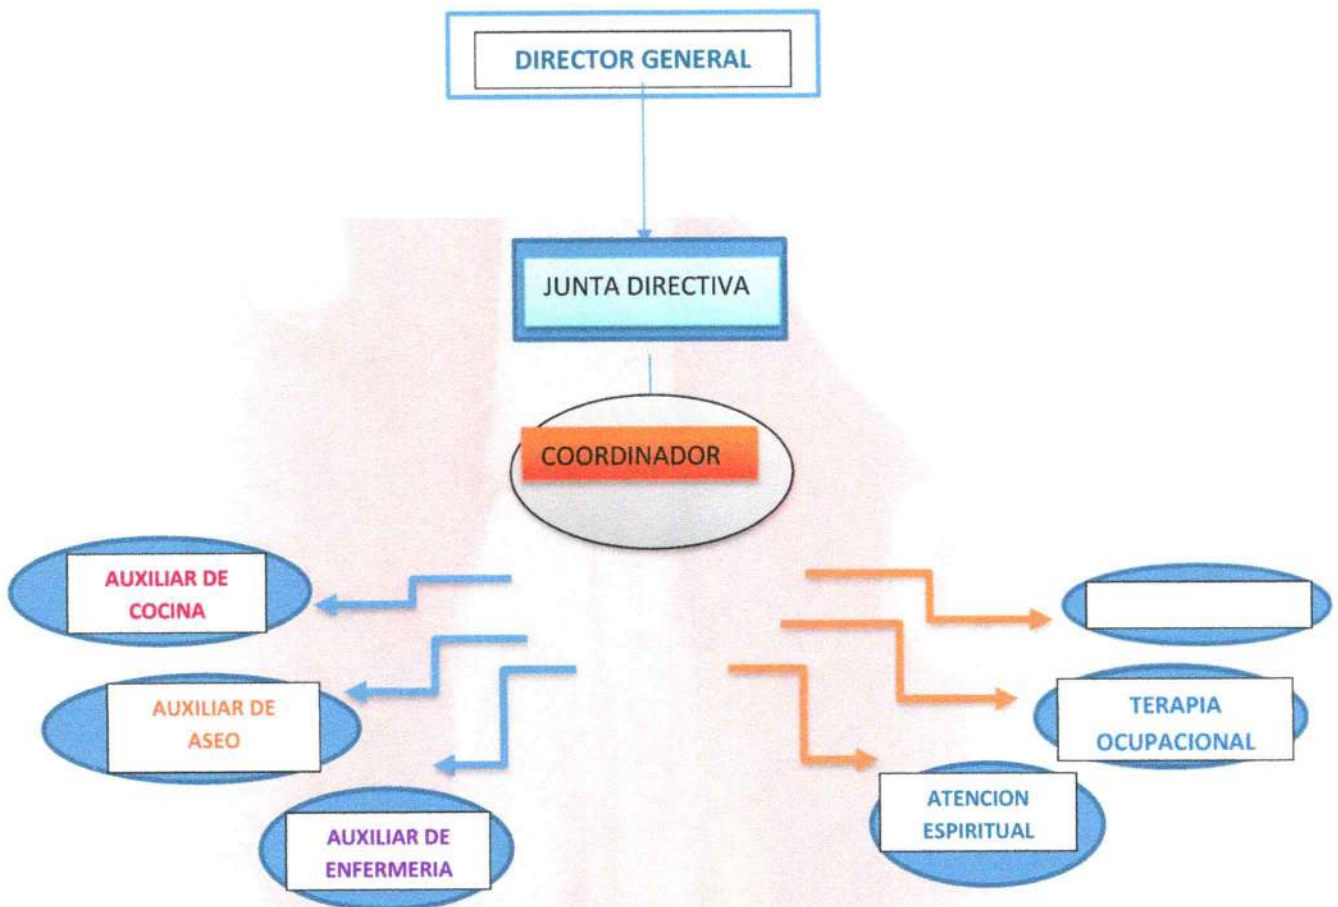 DIRECTOR GENERAL
JUNTA DIRECTIVA
COORDINADOR
AUXILIAR DE
COCINA
AUXILIAR DE
ASEO
AUXILIAR DE
ENFERMERIA
TERAPIA
OCUPACIONAL
ATENCION
ESPIRITUAL